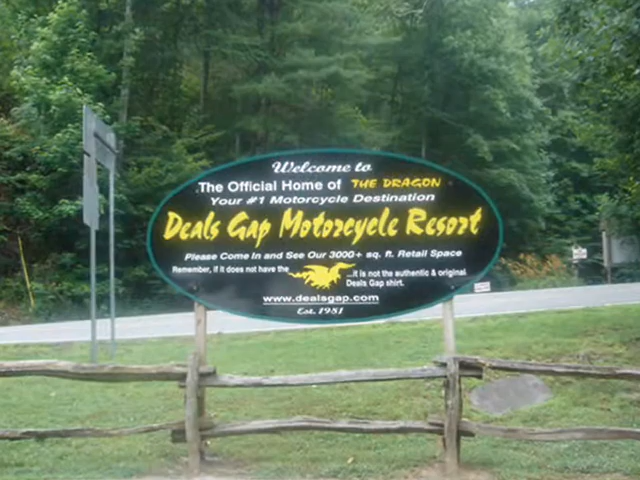 Welcome to
The Official Home of THE DRAGON
Your #1 Motorcycle Destination
Deals Gap Motorcycle Resort
Please Come In and See Our 3000+ sq. ft. Retail Space
Remember, if it does not have the ...it is not the authentic & original
Deals Gap shirt.
www.dealsgap.com
Est. 1981